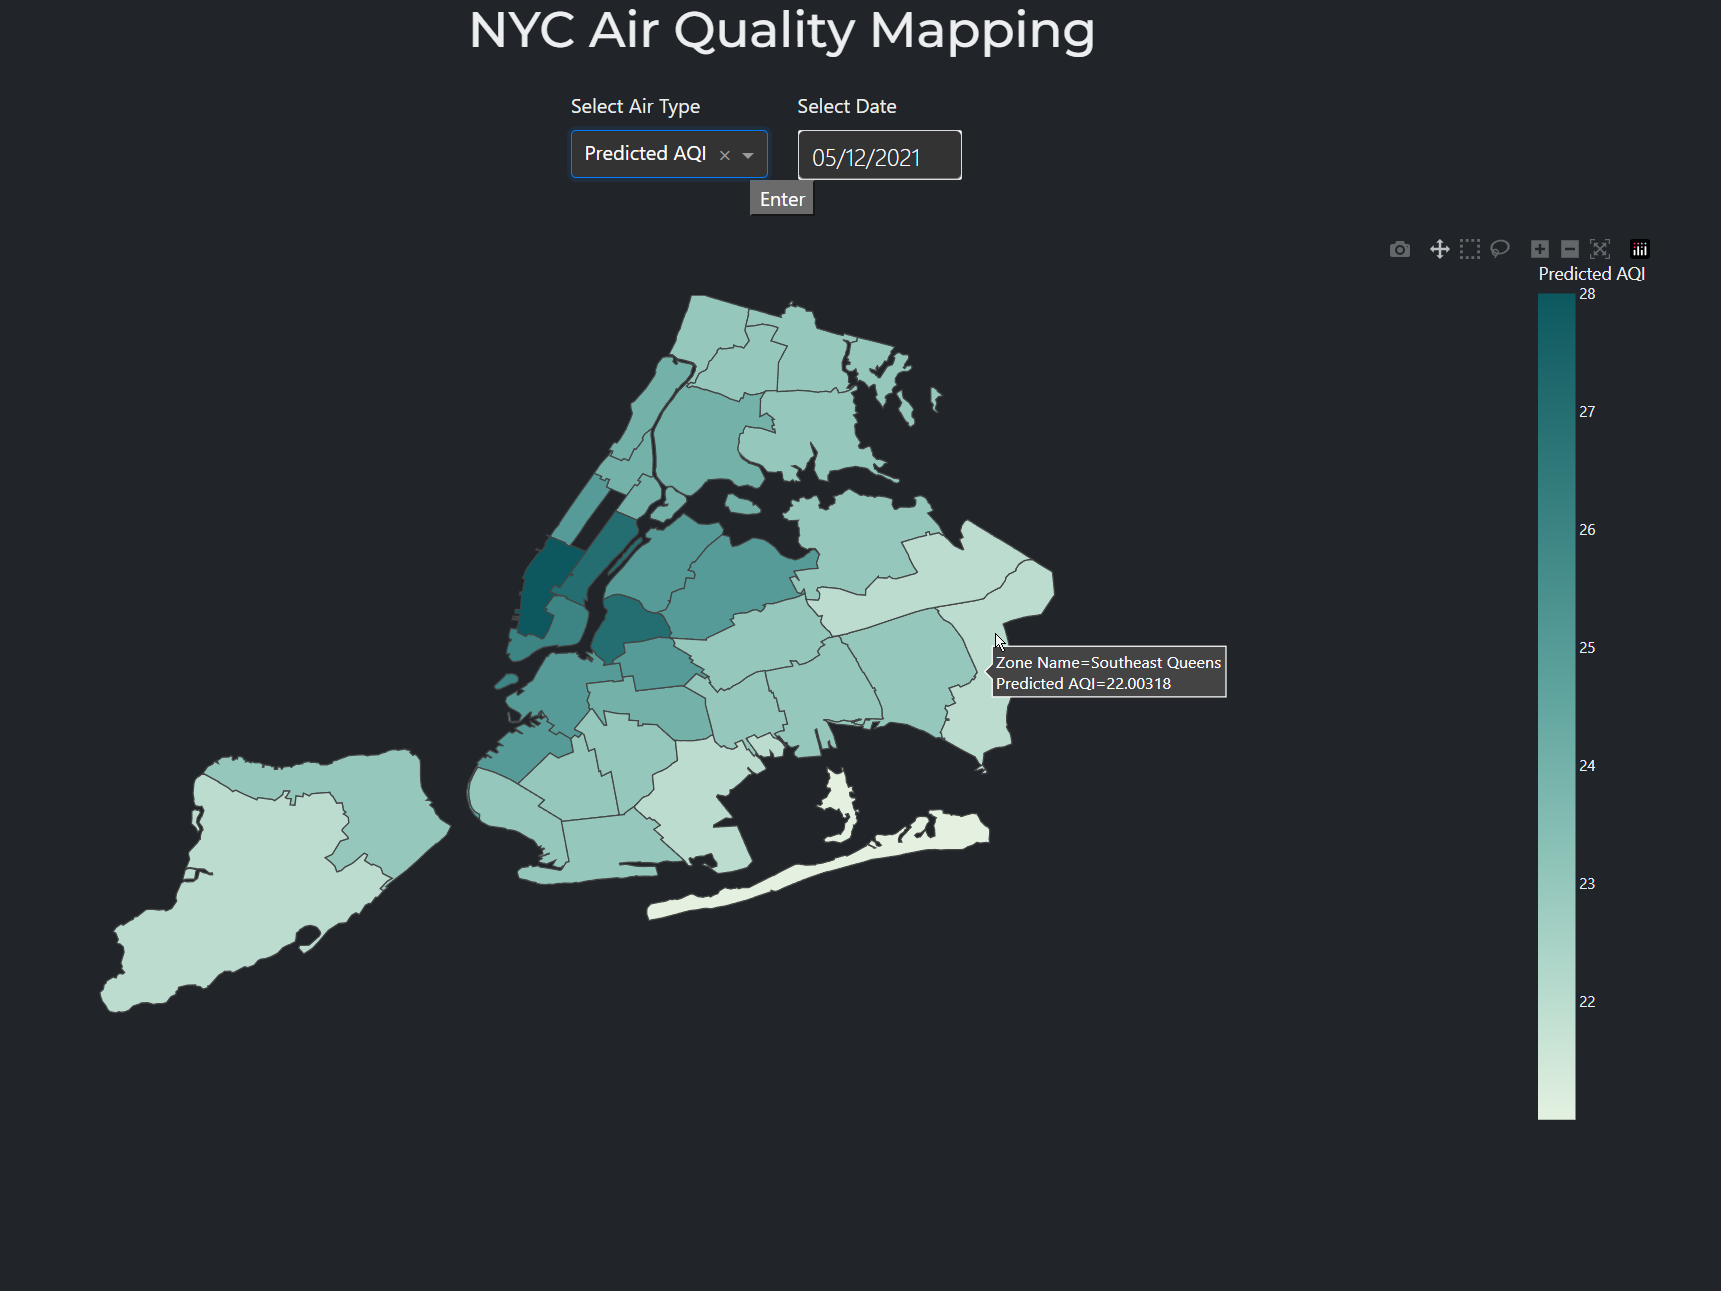 NYC Air Quality Mapping
Select Air Type
Select Date
Predicted AQI
05/12/2021
Enter
Predicted AQI
28
27
26
25
24
23
22
Zone Name=Southeast Queens
Predicted AQI=22.00318